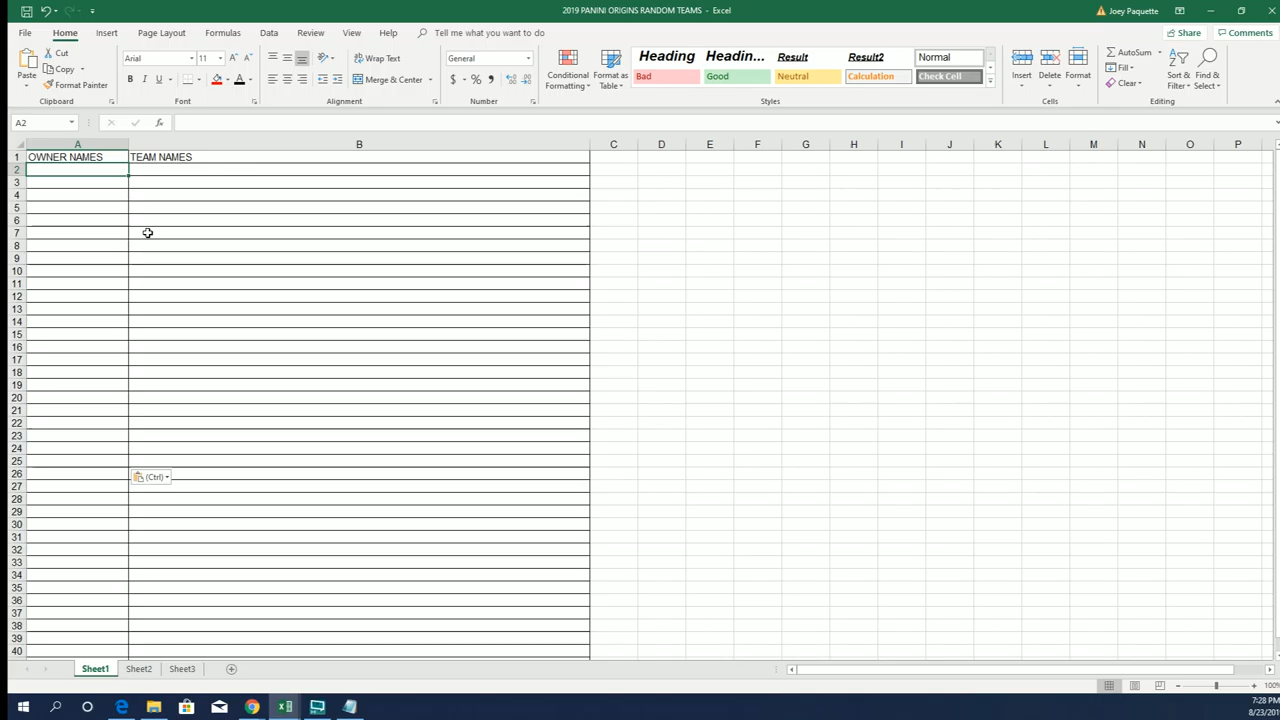 2019 PANINI ORIGINS RANDOM TEAMS - Excel
Joey Paquette
File Home Insert Page Layout Formulas Data Review View Help Tell me what you want to do Share Comments
Paste Cut Copy Format Painter Clipboard
Arial 11 A A B I U A Font
ab Wrap Text Merge & Center Alignment
General $ % , Number
Conditional Formatting Format as Table
Heading Headin... Result Result2 Normal
Bad Good Neutral Calculation Check Cell
Styles
Insert Delete Format Cells
AutoSum Fill Clear Sort & Filter Find & Select Editing
A2 fx
A B C D E F G H I J K L M N O P
1 OWNER NAMES TEAM NAMES
2
3
4
5
6
7
8
9
10
11
12
13
14
15
16
17
18
19
20
21
22
23
24
25
26 (Ctrl)
27
28
29
30
31
32
33
34
35
36
37
38
39
40
Sheet1 Sheet2 Sheet3
100%
7:28 PM
8/23/201